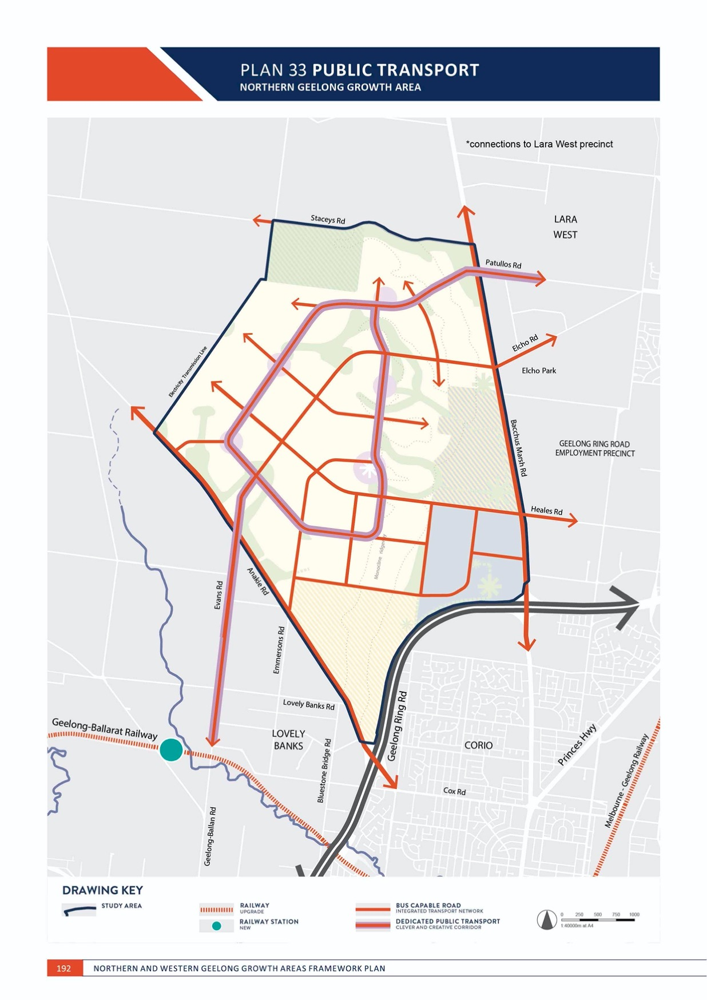 PLAN 33 PUBLIC TRANSPORT
NORTHERN GEELONG GROWTH AREA
*connections to Lara West precinct
LARA
WEST
Staceys Rd
Patullos Rd
Elcho Rd
Elcho Park
Electricity Transmission Line
Bacchus Marsh Rd
GEELONG RING ROAD
EMPLOYMENT PRECINCT
Heales Rd
Monocline ridgeway
Anakie Rd
Evans Rd
Emmersons Rd
Lovely Banks Rd
Geelong Ring Rd
Geelong-Ballarat Railway
LOVELY
BANKS
Bluestone Bridge Rd
CORIO
Princes Hwy
Cox Rd
Melbourne - Geelong Railway
Geelong-Ballan Rd
DRAWING KEY
STUDY AREA
RAILWAY
UPGRADE
RAILWAY STATION
NEW
BUS CAPABLE ROAD
INTEGRATED TRANSPORT NETWORK
DEDICATED PUBLIC TRANSPORT
CLEVER AND CREATIVE CORRIDOR
0 250 500 750 1000
1:40000m at A4
192 NORTHERN AND WESTERN GEELONG GROWTH AREAS FRAMEWORK PLAN